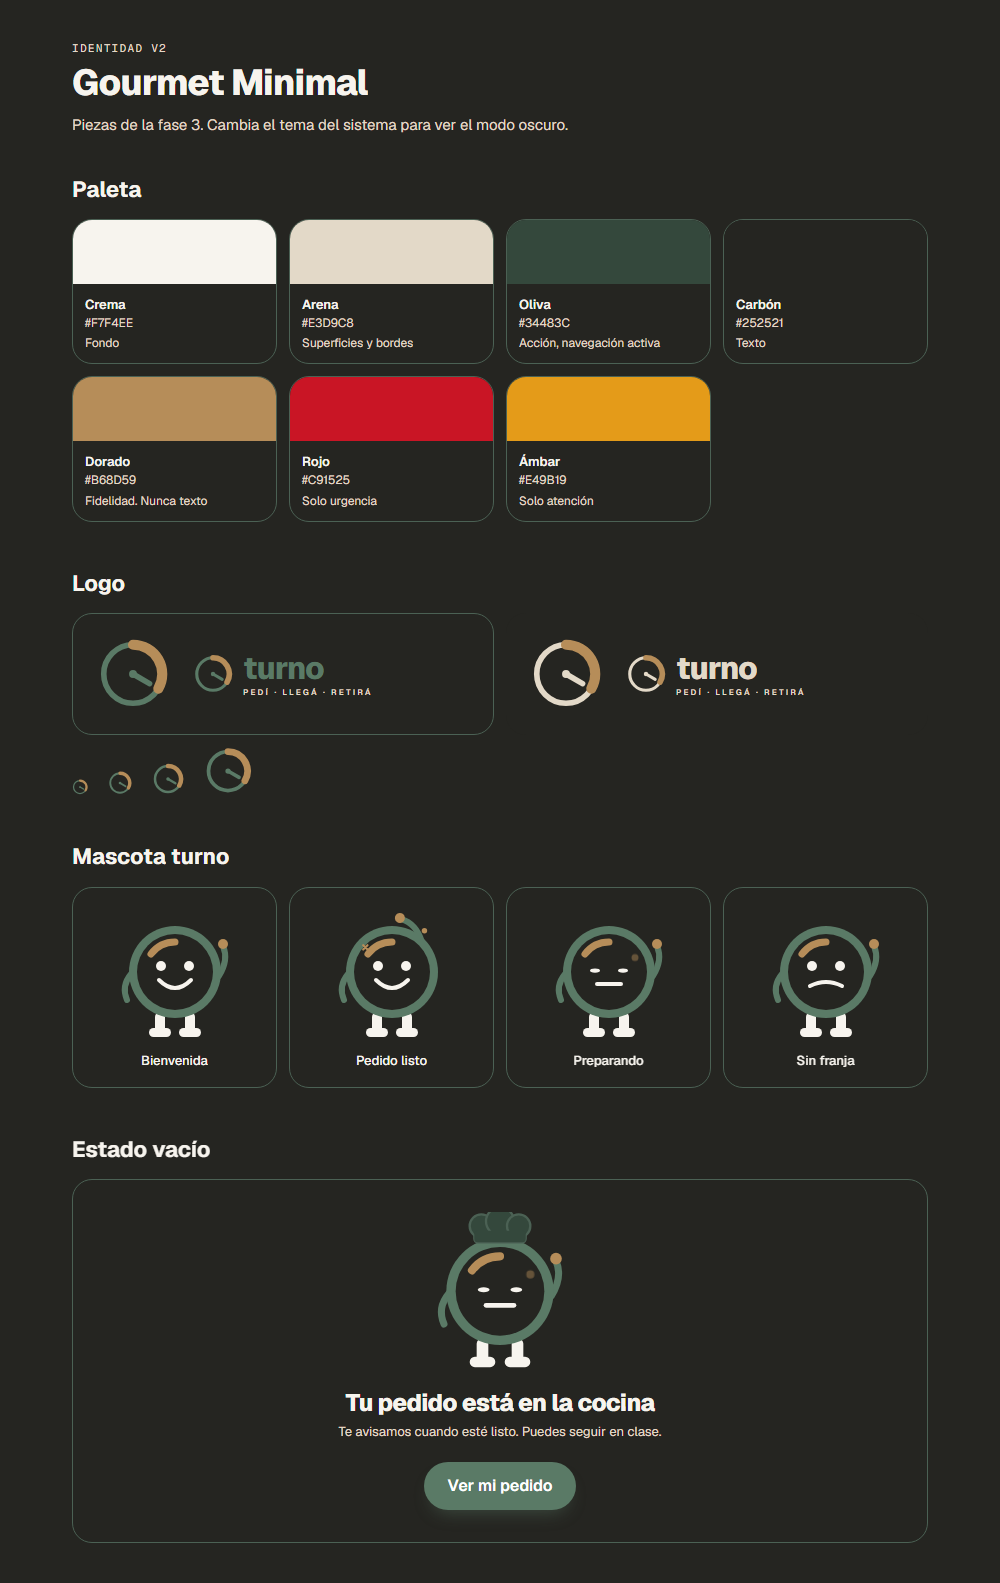 IDENTIDAD V2
Gourmet Minimal
Piezas de la fase 3. Cambia el tema del sistema para ver el modo oscuro.
Paleta
Crema
#F7F4EE
Fondo
Arena
#E3D9C8
Superficies y bordes
Oliva
#34483C
Acción, navegación activa
Carbón
#252521
Texto
Dorado
#B68D59
Fidelidad. Nunca texto
Rojo
#C91525
Solo urgencia
Ámbar
#E49B19
Solo atención
Logo
turno
PEDÍ · LLEGÁ · RETIRÁ
turno
PEDÍ · LLEGÁ · RETIRÁ
Mascota turno
Bienvenida
Pedido listo
Preparando
Sin franja
Estado vacío
Tu pedido está en la cocina
Te avisamos cuando esté listo. Puedes seguir en clase.
Ver mi pedido